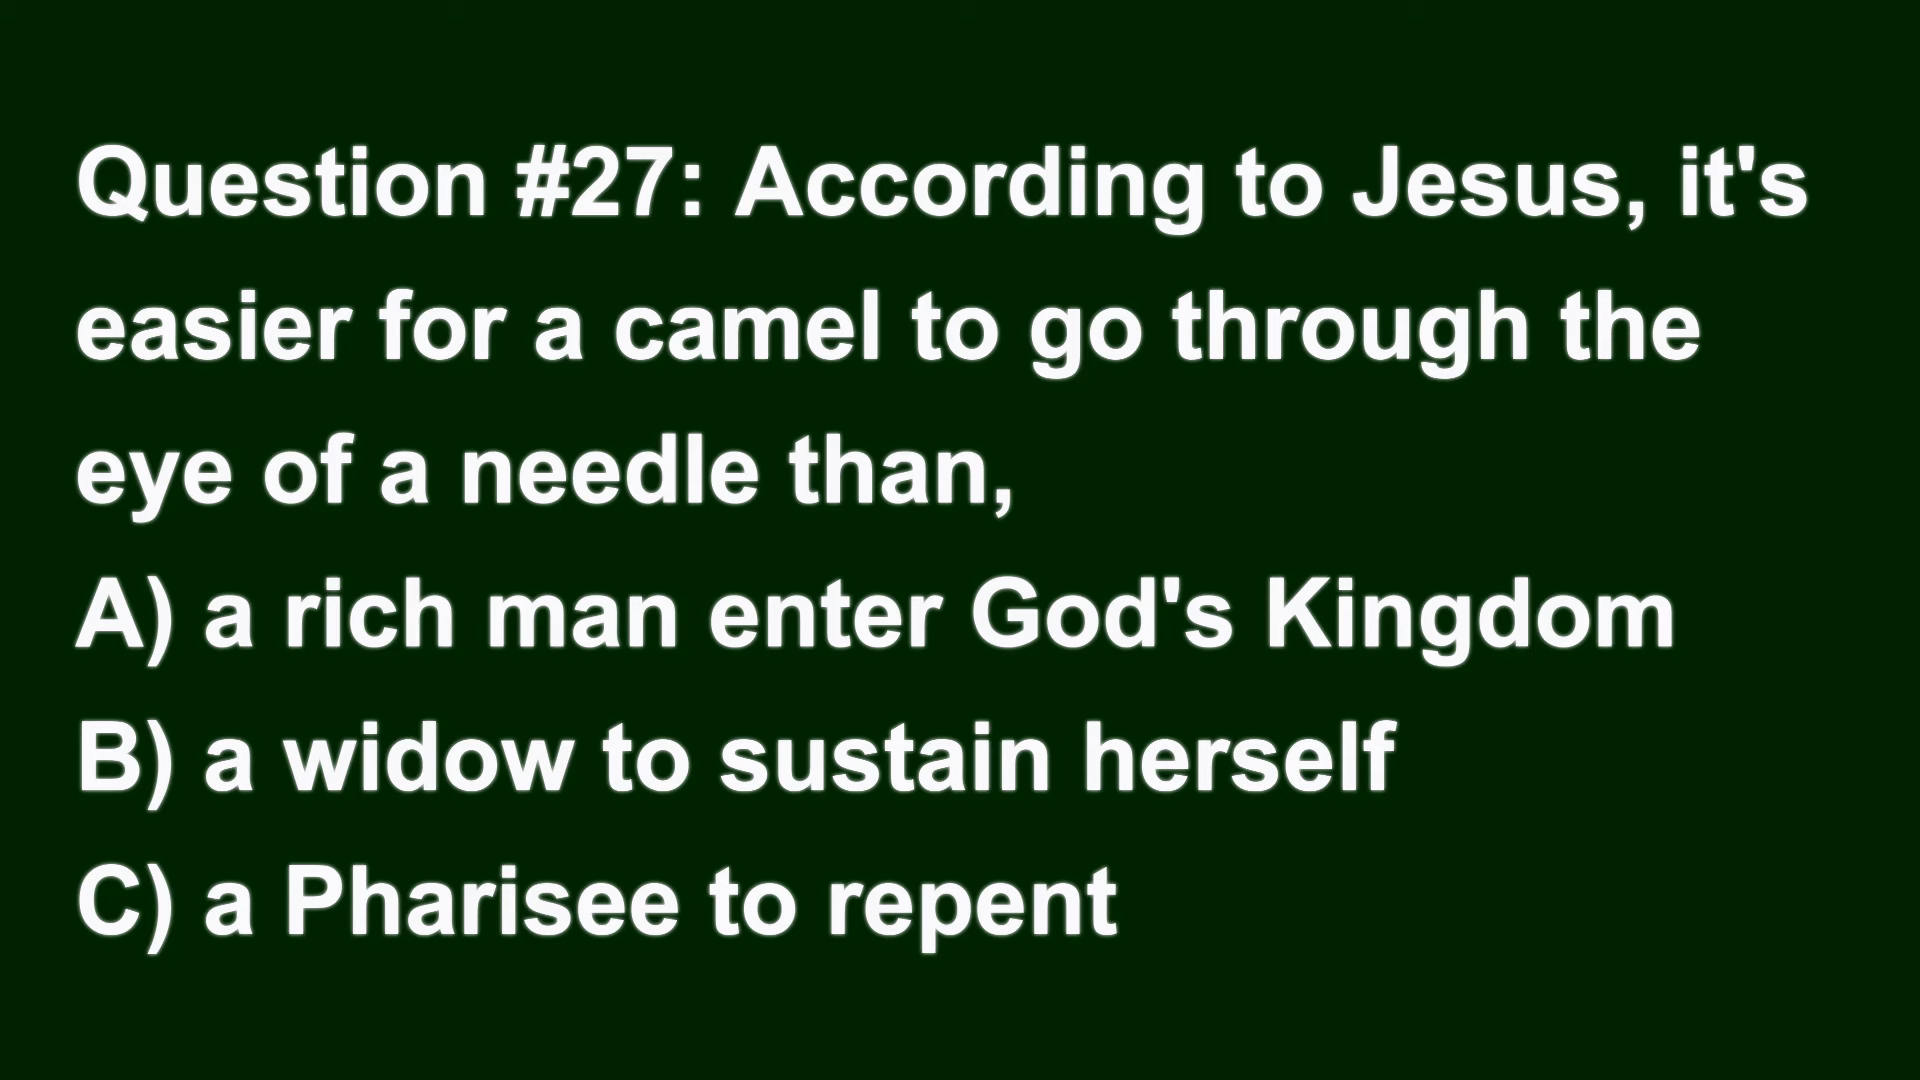 Question #27: According to Jesus, it's
easier for a camel to go through the
eye of a needle than,
A) a rich man enter God's Kingdom
B) a widow to sustain herself
C) a Pharisee to repent